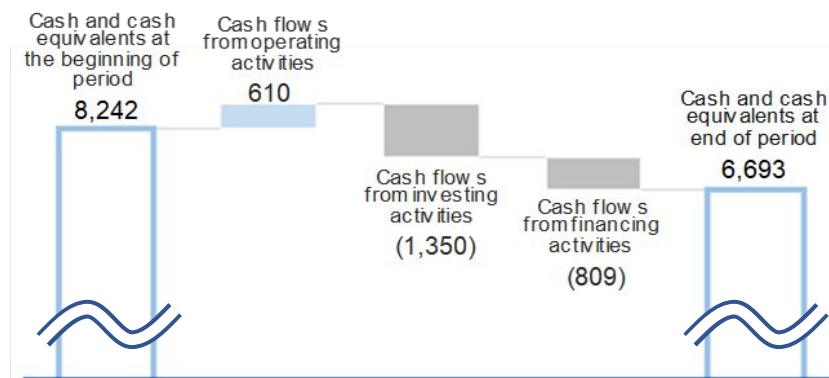 Cash and cash
equivalents at
the beginning of
period
8,242
Cash flow s
from operating
activities
610
Cash flow s
from investing
activities
(1,350)
Cash flow s
from financing
activities
(809)
Cash and cash
equivalents at
end of period
6,693